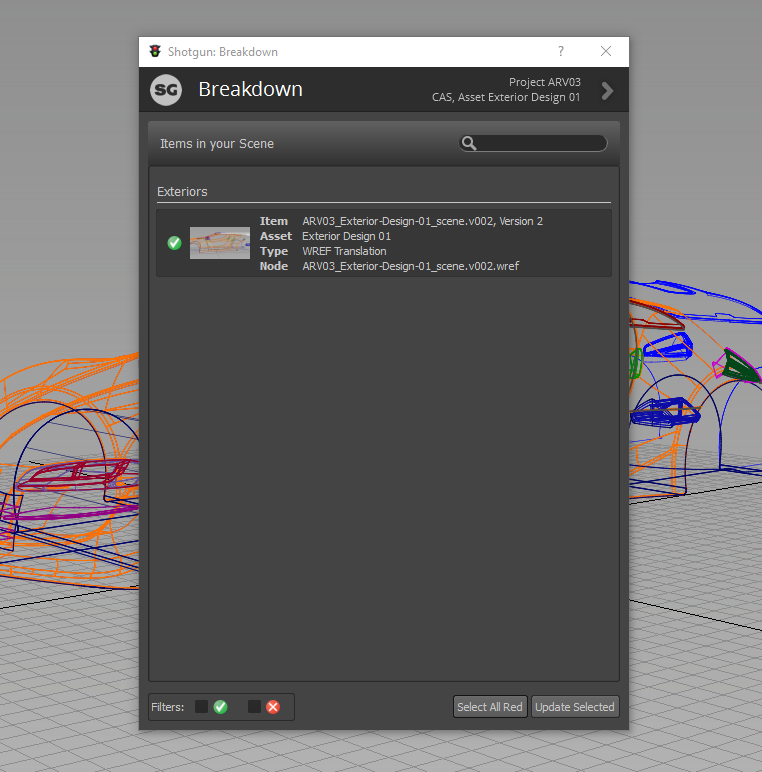 Shotgun: Breakdown
?
SG
Breakdown
Project ARV03
CAS, Asset Exterior Design 01
Items in your Scene
Exteriors
Item ARV03_Exterior-Design-01_scene.v002, Version 2
Asset Exterior Design 01
Type WREF Translation
Node ARV03_Exterior-Design-01_scene.v002.wref
Filters:
Select All Red
Update Selected